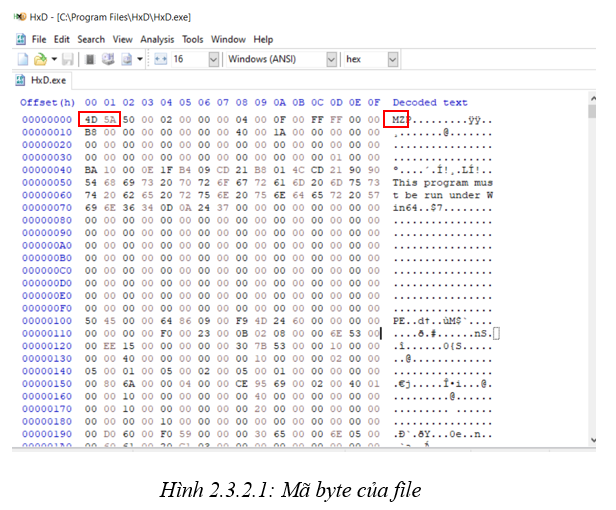 HxD - [C:\Program Files\HxD\HxD.exe]
File Edit Search View Analysis Tools Window Help
16 Windows (ANSI) hex
HxD.exe
Offset(h) 00 01 02 03 04 05 06 07 08 09 0A 0B 0C 0D 0E 0F Decoded text
00000000 4D 5A 50 00 02 00 00 00 04 00 0F 00 FF FF 00 00 MZP.........ÿÿ..
00000010 B8 00 00 00 00 00 00 00 40 00 1A 00 00 00 00 00 ¸.......@.......
00000020 00 00 00 00 00 00 00 00 00 00 00 00 00 00 00 00 ................
00000030 00 00 00 00 00 00 00 00 00 00 00 00 00 01 00 00 ................
00000040 BA 10 00 0E 1F B4 09 CD 21 B8 01 4C CD 21 90 90 º....´.Í!¸.LÍ!..
00000050 54 68 69 73 20 70 72 6F 67 72 61 6D 20 6D 75 73 This program mus
00000060 74 20 62 65 20 72 75 6E 20 75 6E 64 65 72 20 57 t be run under W
00000070 69 6E 36 34 0D 0A 24 37 00 00 00 00 00 00 00 00 in64..$7........
00000080 00 00 00 00 00 00 00 00 00 00 00 00 00 00 00 00 ................
00000090 00 00 00 00 00 00 00 00 00 00 00 00 00 00 00 00 ................
000000A0 00 00 00 00 00 00 00 00 00 00 00 00 00 00 00 00 ................
000000B0 00 00 00 00 00 00 00 00 00 00 00 00 00 00 00 00 ................
000000C0 00 00 00 00 00 00 00 00 00 00 00 00 00 00 00 00 ................
000000D0 00 00 00 00 00 00 00 00 00 00 00 00 00 00 00 00 ................
000000E0 00 00 00 00 00 00 00 00 00 00 00 00 00 00 00 00 ................
000000F0 00 00 00 00 00 00 00 00 00 00 00 00 00 00 00 00 ................
00000100 50 45 00 00 64 86 09 00 F9 4D 24 60 00 00 00 00 PE..d†..ùM$`....
00000110 00 00 00 00 F0 00 23 00 0B 02 08 00 00 6E 53 00 ....ð.#......nS.
00000120 00 EE 15 00 00 00 00 00 30 7B 53 00 00 10 00 00 .î......0{S.....
00000130 00 00 40 00 00 00 00 00 00 10 00 00 00 02 00 00 ..@.............
00000140 05 00 01 00 05 00 02 00 05 00 01 00 00 00 00 00 ................
00000150 00 80 6A 00 00 04 00 00 CE 95 69 00 02 00 40 01 .€j.....Î•i...@.
00000160 00 00 10 00 00 00 00 00 00 40 00 00 00 00 00 00 .........@......
00000170 00 00 10 00 00 00 00 00 00 20 00 00 00 00 00 00 ......... ......
00000180 00 00 00 00 10 00 00 00 00 00 00 00 00 00 00 00 ................
00000190 00 D0 60 00 F0 59 00 00 00 30 65 00 00 6E 05 00 .Ð`.ðY...0e..n..
Hình 2.3.2.1: Mã byte của file